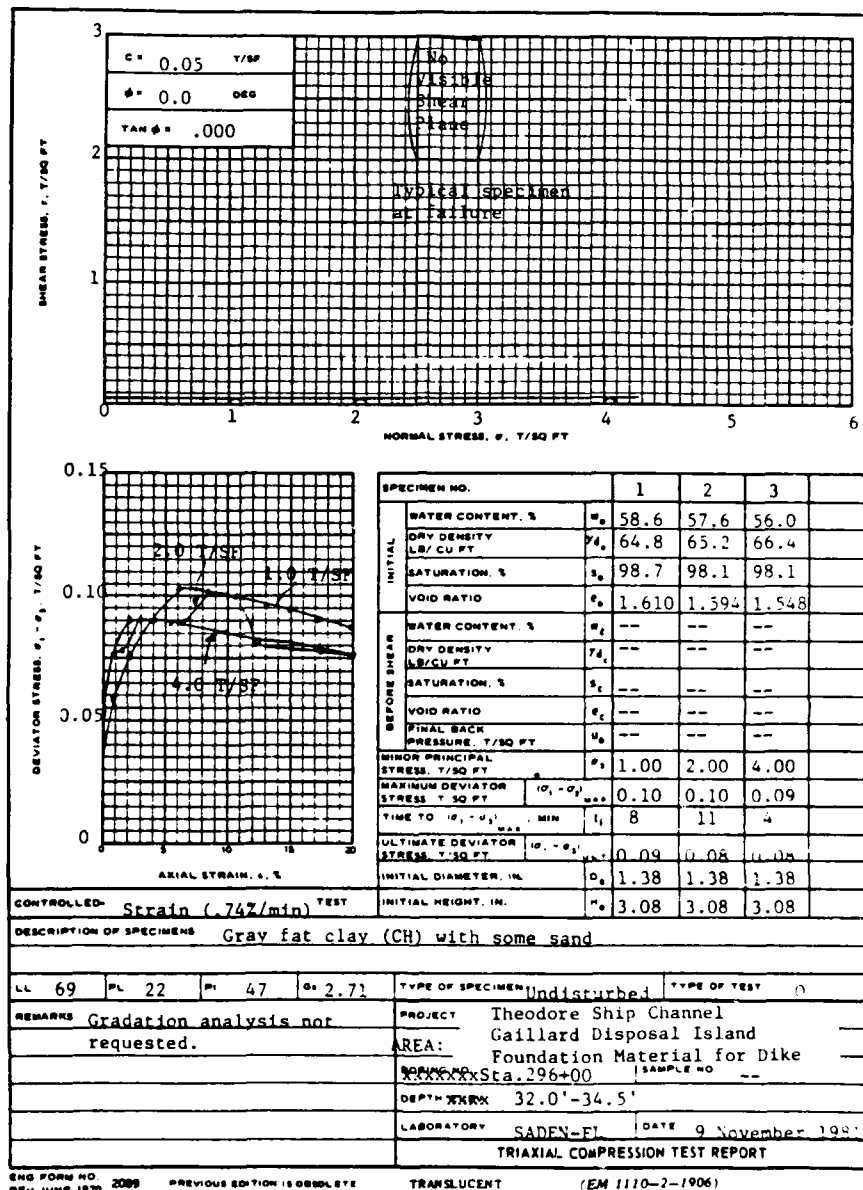 C = 0.05 T/SF
φ = 0.0 DEG
TAN φ = .000
No
Visible
Shear
Plane
Typical specimen
at failure
SHEAR STRESS, τ, T/SQ FT
3
2
1
0
0 1 2 3 4 5 6
NORMAL STRESS, σ, T/SQ FT
0.15
0.10
0.05
0
DEVIATOR STRESS, σ₁ - σ₃, T/SQ FT
2.0 T/SF
1.0 T/SF
4.0 T/SF
0 5 10 15 20
AXIAL STRAIN, ε, %
SPECIMEN NO. 1 2 3
INITIAL
WATER CONTENT, % w₀ 58.6 57.6 56.0
DRY DENSITY LB/ CU FT γd₀ 64.8 65.2 66.4
SATURATION, % S₀ 98.7 98.1 98.1
VOID RATIO e₀ 1.610 1.594 1.548
BEFORE SHEAR
WATER CONTENT, % -- -- --
DRY DENSITY LB/CU FT γdc -- -- --
SATURATION, % Sc -- -- --
VOID RATIO ec -- -- --
FINAL BACK PRESSURE, T/SQ FT u₀ -- -- --
MINOR PRINCIPAL STRESS, T/SQ FT σ₃ 1.00 2.00 4.00
MAXIMUM DEVIATOR STRESS T SQ FT (σ₁ - σ₃) MAX 0.10 0.10 0.09
TIME TO (σ₁ - σ₃) MAX, MIN tf 8 11 4
ULTIMATE DEVIATOR STRESS, T/SQ FT (σ₁ - σ₃) ULT 0.09 0.08 0.08
INITIAL DIAMETER, IN. D₀ 1.38 1.38 1.38
INITIAL HEIGHT, IN. H₀ 3.08 3.08 3.08
CONTROLLED- Strain (.74%/min) TEST
DESCRIPTION OF SPECIMENS Gray fat clay (CH) with some sand
LL 69 PL 22 PI 47 Gs 2.71 TYPE OF SPECIMEN Undisturbed TYPE OF TEST Q
REMARKS Gradation analysis not
requested.
PROJECT Theodore Ship Channel
Gaillard Disposal Island
AREA: Foundation Material for Dike
BORING NO. xxxxxxx Sta.296+00 SAMPLE NO --
DEPTH xxxx 32.0'-34.5'
LABORATORY SADEN-FL DATE 9 November 1981
TRIAXIAL COMPRESSION TEST REPORT
ENG FORM NO. 2089 PREVIOUS EDITION IS OBSOLETE TRANSLUCENT (EM 1110-2-1906)
REV JUNE 1970